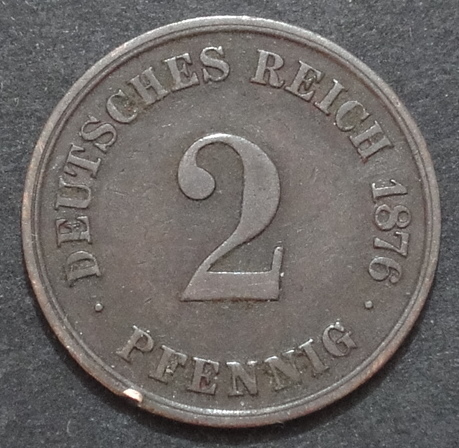 DEUTSCHES REICH 1876
2
· PFENNIG ·